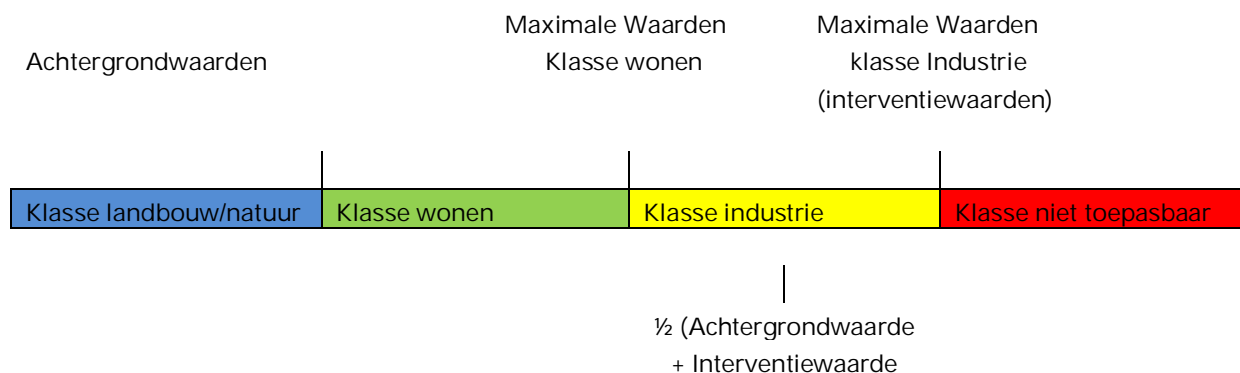 Achtergrondwaarden
Maximale Waarden
Klasse wonen
Maximale Waarden
klasse Industrie
(interventiewaarden)
Klasse landbouw/natuur
Klasse wonen
Klasse industrie
Klasse niet toepasbaar
½ (Achtergrondwaarde
+ Interventiewaarde